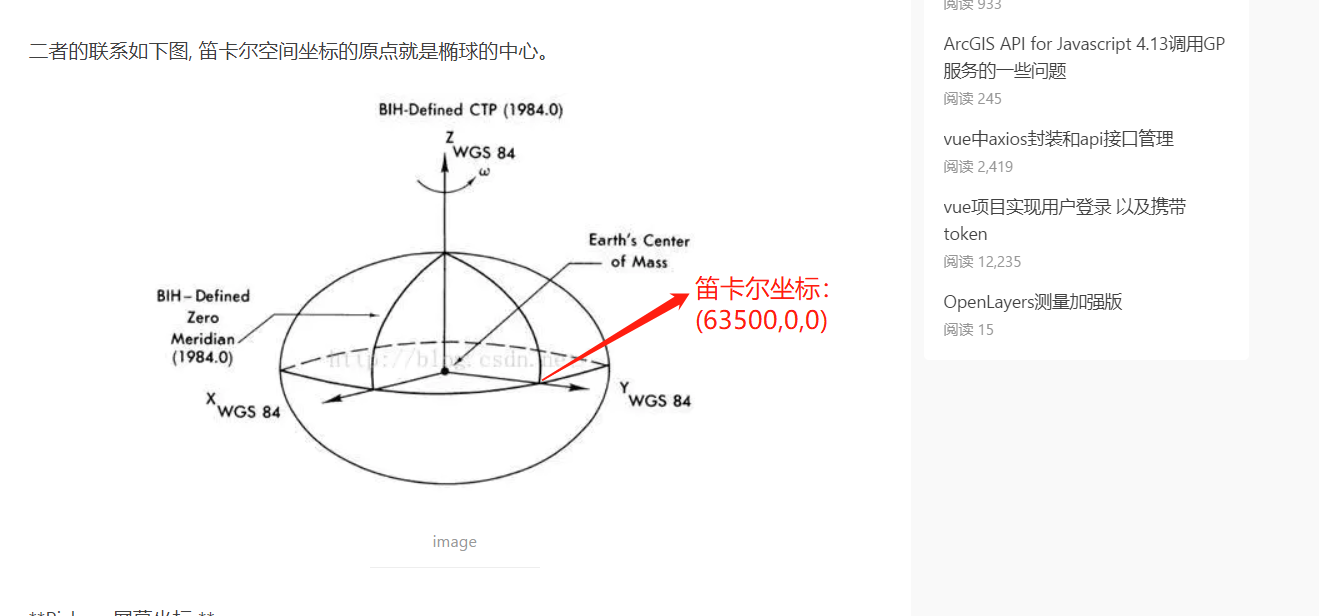 二者的联系如下图, 笛卡尔空间坐标的原点就是椭球的中心。
BIH-Defined CTP (1984.0)
Z
WGS 84
ω
Earth's Center
of Mass
笛卡尔坐标：
(63500,0,0)
BIH-Defined
Zero
Meridian
(1984.0)
http://blog.csdn.ne
X
WGS 84
Y
WGS 84
image
阅读 933
ArcGIS API for Javascript 4.13调用GP
服务的一些问题
阅读 245
vue中axios封装和api接口管理
阅读 2,419
vue项目实现用户登录 以及携带
token
阅读 12,235
OpenLayers测量加强版
阅读 15